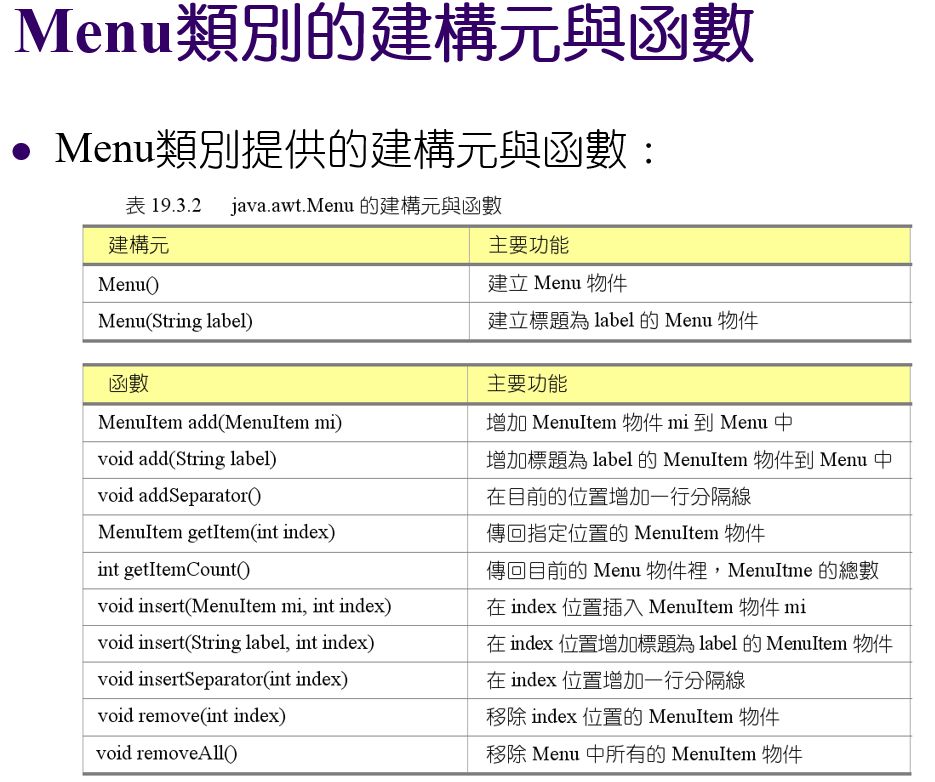 Menu類別的建構元與函數
● Menu類別提供的建構元與函數：
表 19.3.2 java.awt.Menu 的建構元與函數
建構元 主要功能
Menu() 建立 Menu 物件
Menu(String label) 建立標題為 label 的 Menu 物件
函數 主要功能
MenuItem add(MenuItem mi) 增加 MenuItem 物件 mi 到 Menu 中
void add(String label) 增加標題為 label 的 MenuItem 物件到 Menu 中
void addSeparator() 在目前的位置增加一行分隔線
MenuItem getItem(int index) 傳回指定位置的 MenuItem 物件
int getItemCount() 傳回目前的 Menu 物件裡，MenuItme 的總數
void insert(MenuItem mi, int index) 在 index 位置插入 MenuItem 物件 mi
void insert(String label, int index) 在 index 位置增加標題為 label 的 MenuItem 物件
void insertSeparator(int index) 在 index 位置增加一行分隔線
void remove(int index) 移除 index 位置的 MenuItem 物件
void removeAll() 移除 Menu 中所有的 MenuItem 物件